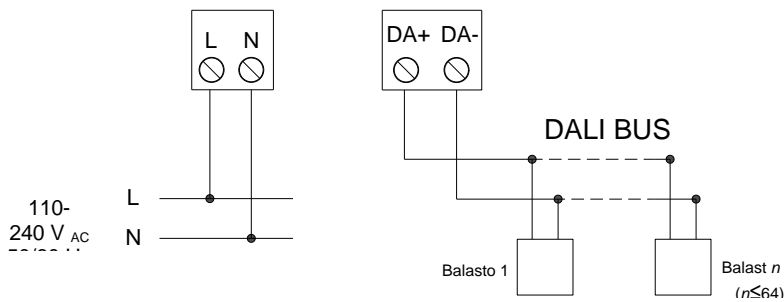 L N
DA+ DA-
DALI BUS
110-
240 V AC
L
N
Balasto 1
Balast n
(n≤64)